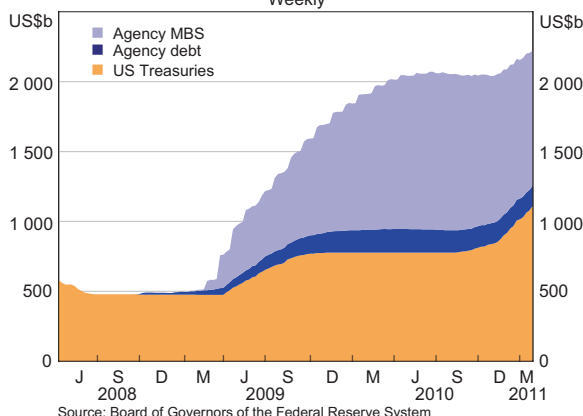 Weekly
US$b US$b
Agency MBS
Agency debt
US Treasuries
2 000 2 000
1 500 1 500
1 000 1 000
500 500
0 0
J S D M J S D M J S D M
2008 2009 2010 2011
Source: Board of Governors of the Federal Reserve System